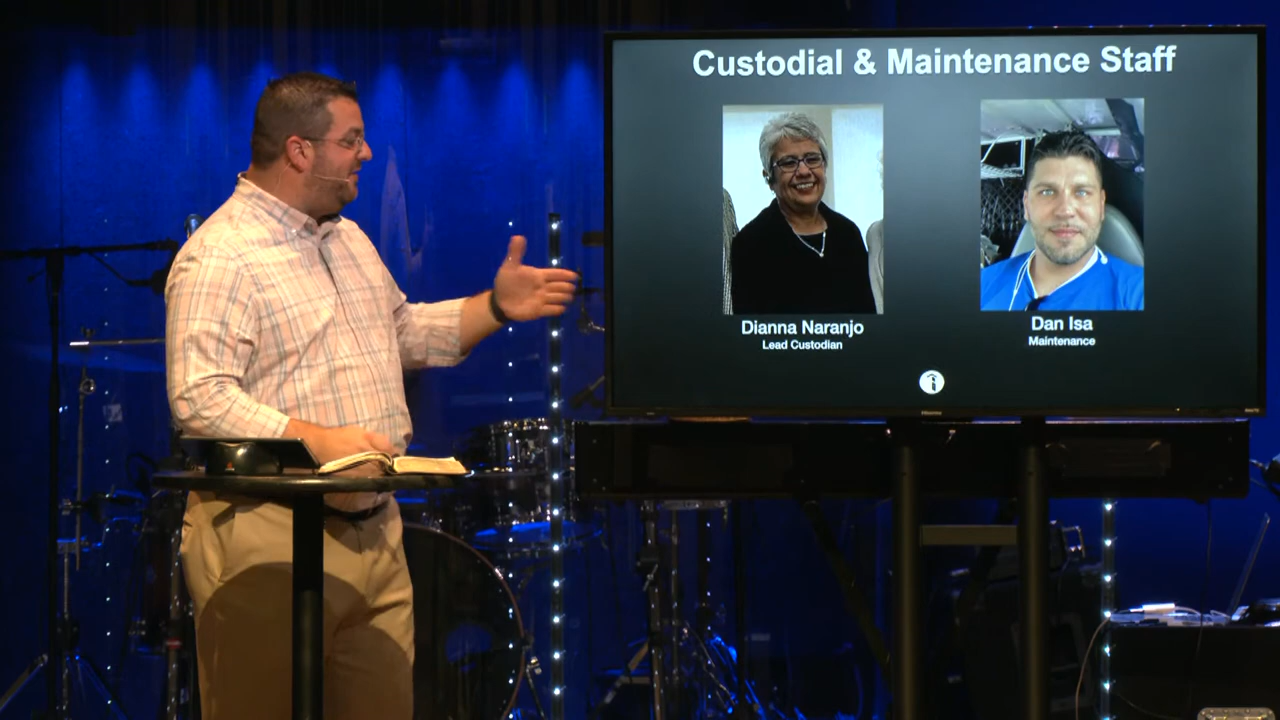 Custodial & Maintenance Staff
Dianna Naranjo
Lead Custodian
Dan Isa
Maintenance